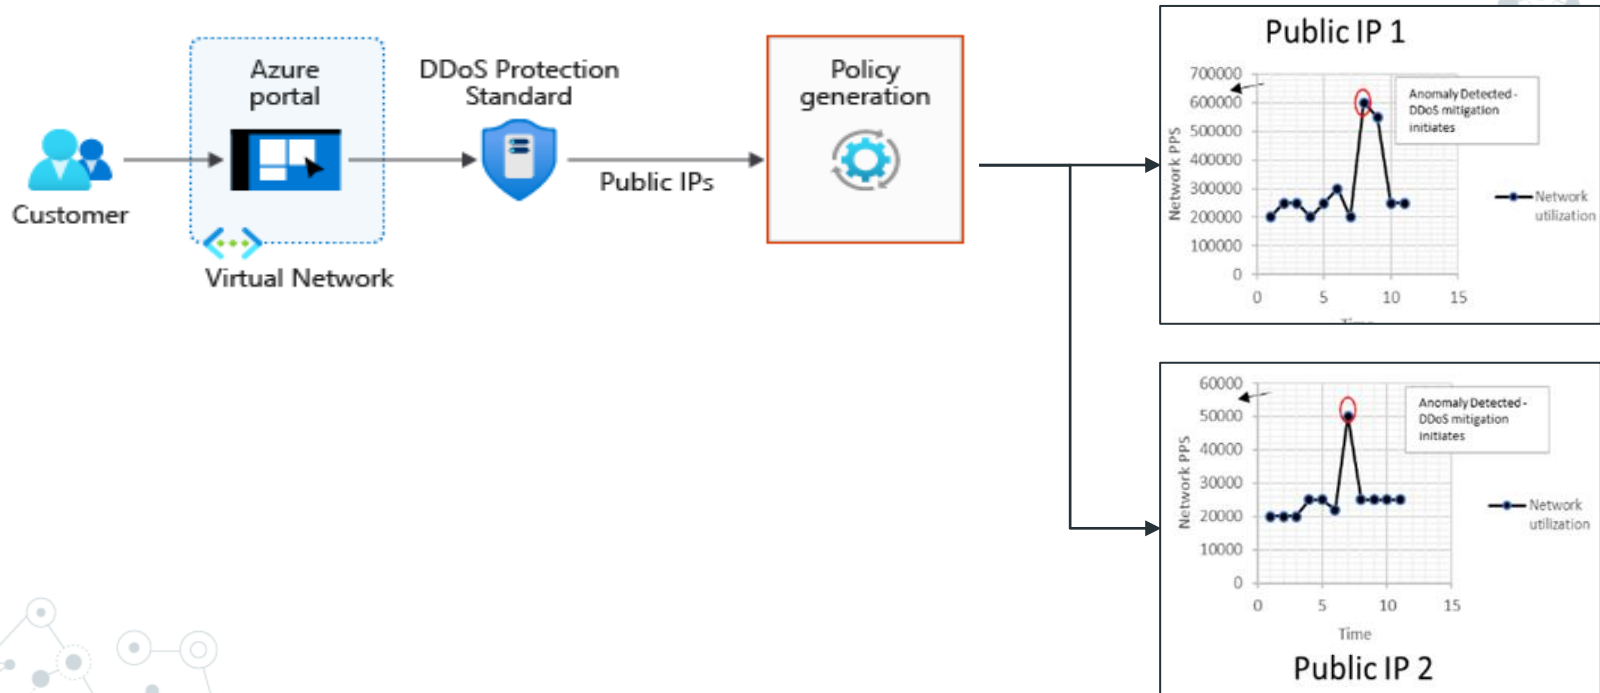 Customer
Azure
portal
Virtual Network
DDoS Protection
Standard
Public IPs
Policy
generation
Public IP 1
700000
600000
500000
400000
300000
200000
100000
0
Network PPS
0 5 10 15
Time
Anomaly Detected -
DDoS mitigation
initiates
Network
utilization
60000
50000
40000
30000
20000
10000
0
Network PPS
0 5 10 15
Time
Anomaly Detected -
DDoS mitigation
initiates
Network
utilization
Public IP 2